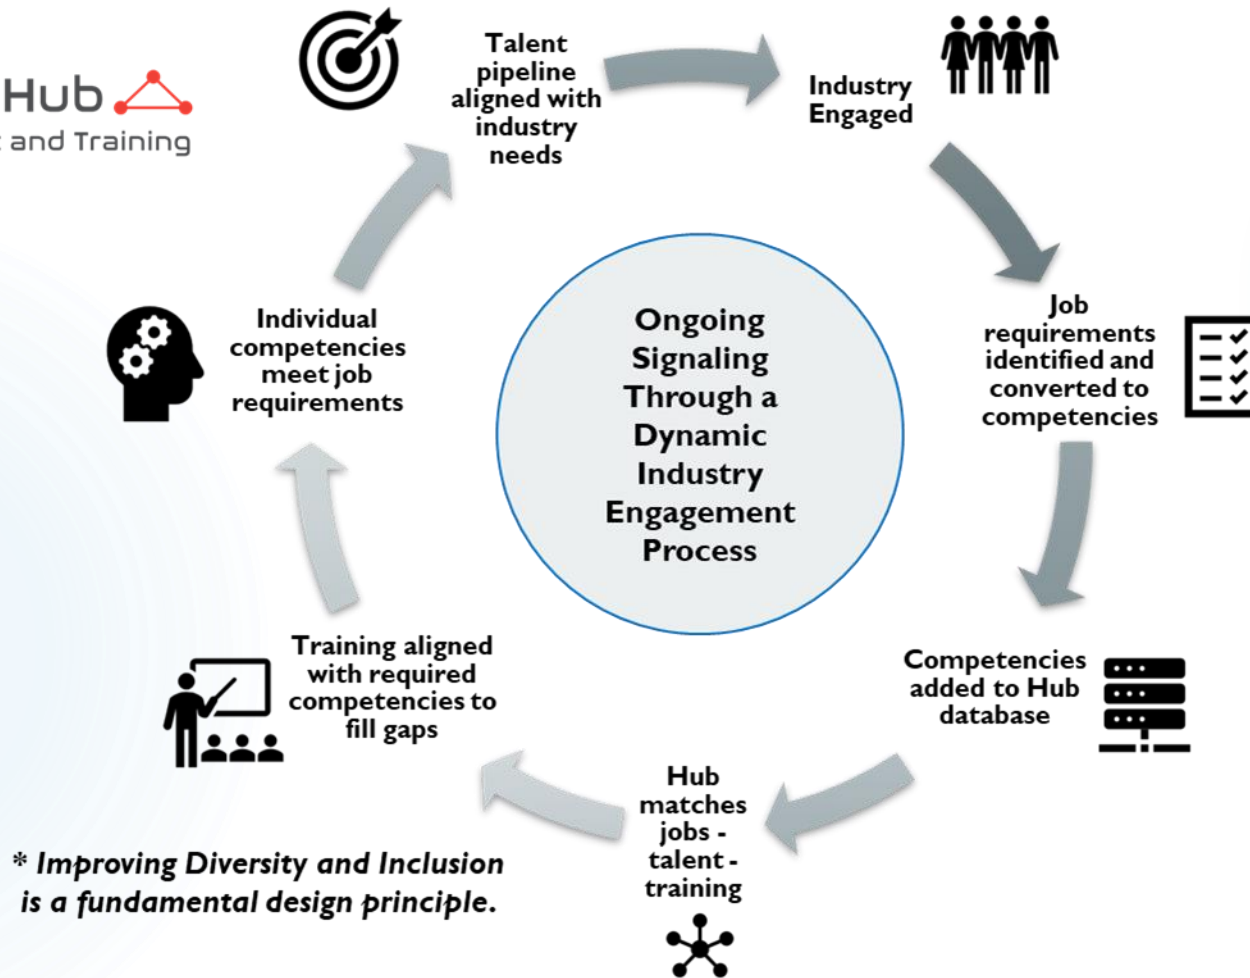 Hub
and Training
Talent
pipeline
aligned with
industry
needs
Industry
Engaged
Job
requirements
identified and
converted to
competencies
Competencies
added to Hub
database
Hub
matches
jobs -
talent -
training
Training aligned
with required
competencies to
fill gaps
Individual
competencies
meet job
requirements
Ongoing
Signaling
Through a
Dynamic
Industry
Engagement
Process
* Improving Diversity and Inclusion
is a fundamental design principle.